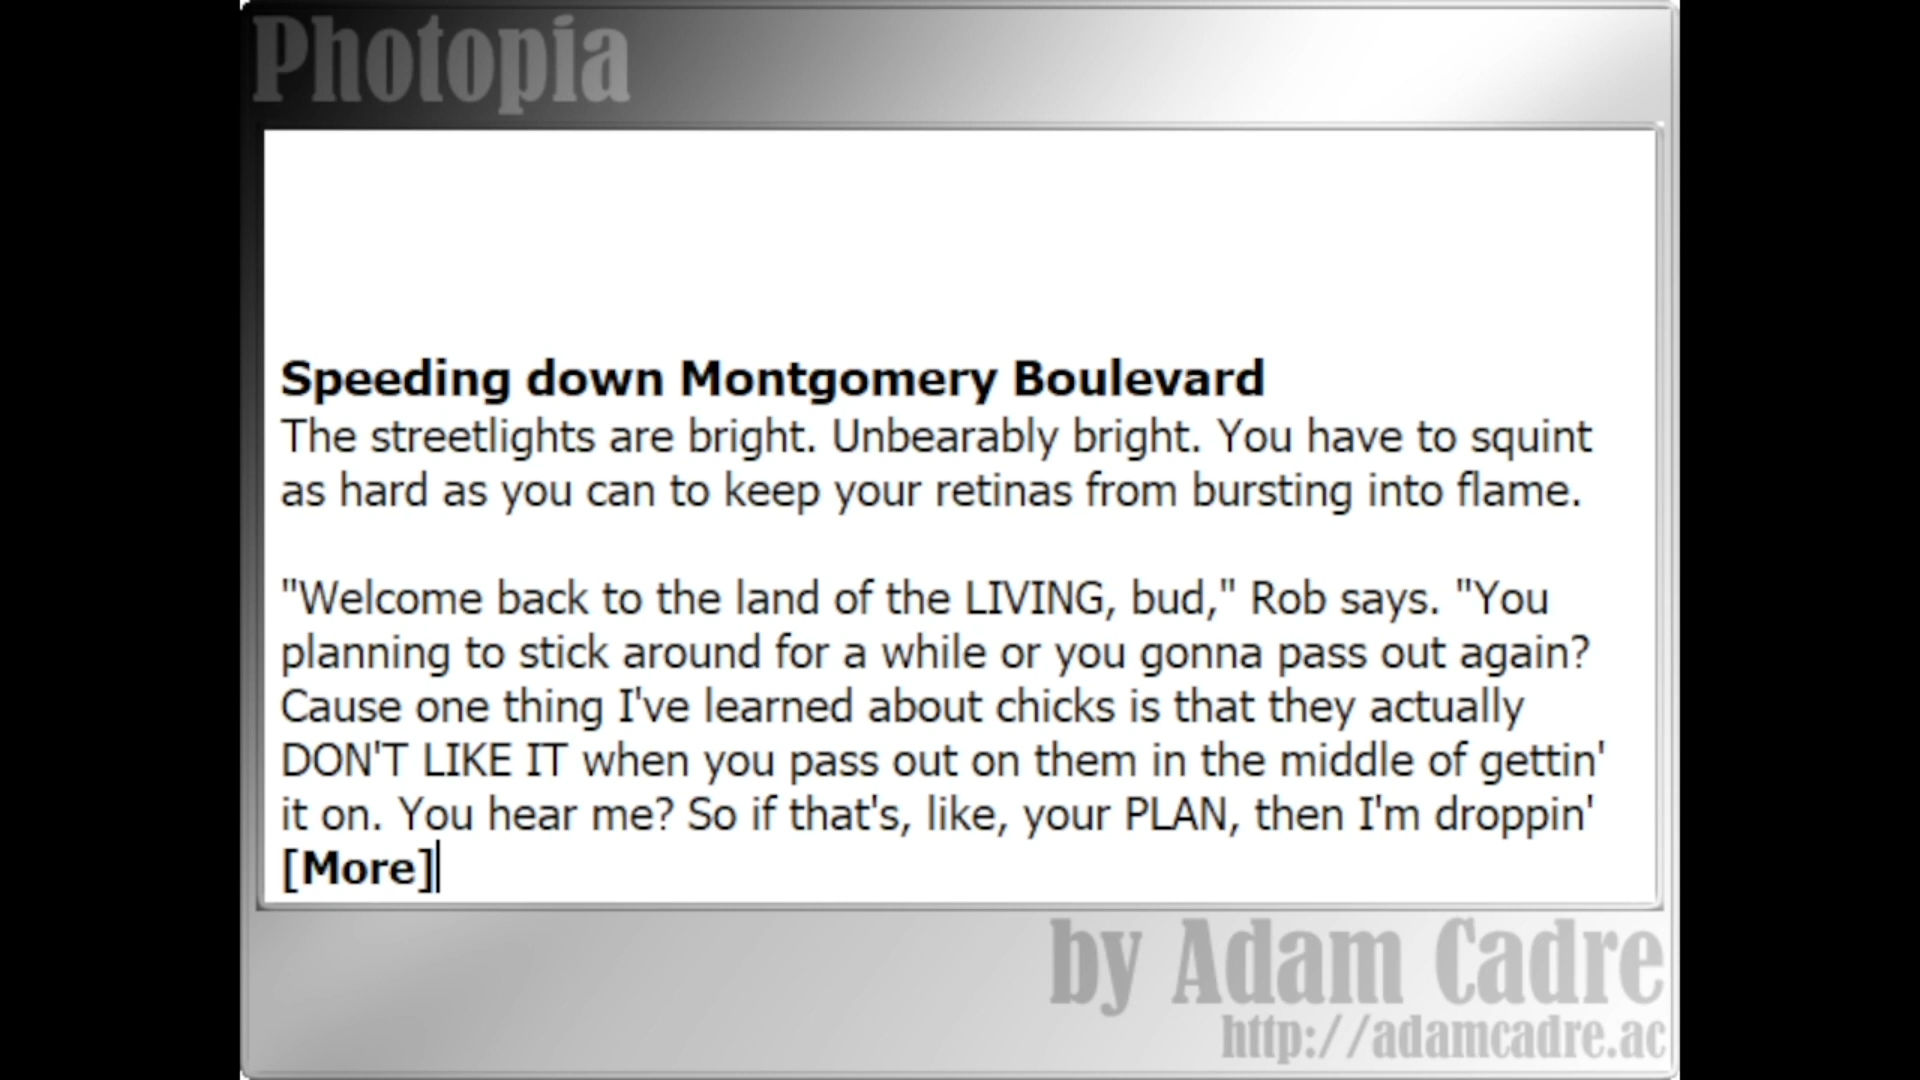 Photopia
Speeding down Montgomery Boulevard
The streetlights are bright. Unbearably bright. You have to squint
as hard as you can to keep your retinas from bursting into flame.
"Welcome back to the land of the LIVING, bud," Rob says. "You
planning to stick around for a while or you gonna pass out again?
Cause one thing I've learned about chicks is that they actually
DON'T LIKE IT when you pass out on them in the middle of gettin'
it on. You hear me? So if that's, like, your PLAN, then I'm droppin'
[More]
by Adam Cadre
http://adamcadre.ac